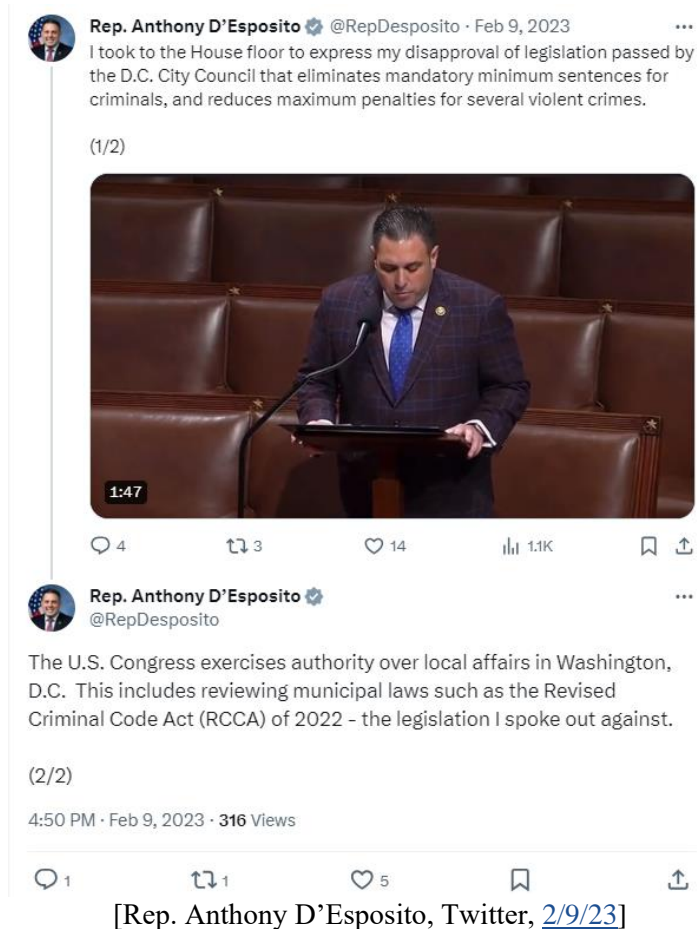 Rep. Anthony D’Esposito @RepDesposito · Feb 9, 2023
I took to the House floor to express my disapproval of legislation passed by
the D.C. City Council that eliminates mandatory minimum sentences for
criminals, and reduces maximum penalties for several violent crimes.
(1/2)
1:47
4 3 14 1.1K
Rep. Anthony D’Esposito
@RepDesposito
The U.S. Congress exercises authority over local affairs in Washington,
D.C. This includes reviewing municipal laws such as the Revised
Criminal Code Act (RCCA) of 2022 - the legislation I spoke out against.
(2/2)
4:50 PM · Feb 9, 2023 · 316 Views
1 1 5
[Rep. Anthony D’Esposito, Twitter, 2/9/23]